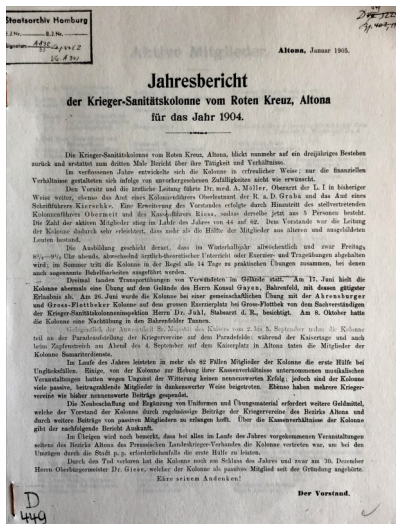 Staatsarchiv Hamburg
Altona, Januar 1905.
Jahresbericht
der Krieger-Sanitätskolonne vom Roten Kreuz, Altona
für das Jahr 1904.
Die Krieger-Sanitätskolonne vom Roten Kreuz, Altona, blickt nunmehr auf ein dreijähriges Bestehen
zurück und erstattet zum dritten Male Bericht über ihre Tätigkeit und Verhältnisse.
Im verflossenen Jahre entwickelte sich die Kolonne in erfreulicher Weise; nur die finanziellen
Verhältnisse gestalteten sich infolge von unvorhergesehenen Zufälligkeiten nicht wie erwünscht.
Den Vorsitz und die ärztliche Leitung führte Dr. med. A. Möller, Oberarzt der L. I in bisheriger
Weise weiter, ebenso das Amt eines Kolonnenführers Oberleutnant der R. a. D. Grabo und das Amt eines
Schriftführers Karschke. Eine Erweiterung des Vorstandes erfolgte durch Hinzutritt des stellvertretenden
Kolonnenführers Obermeit und des Kassenführers Riess, sodass derselbe jetzt aus 5 Personen besteht.
Die Zahl der aktiven Mitglieder stieg im Laufe des Jahres von 44 auf 62. Dem Vorstande war die Leitung
der Kolonne dadurch sehr erleichtert, dass mehr als die Hälfte der Mitglieder aus älteren und ausgebildeten
Leuten bestand.
Die Ausbildung geschieht derart, dass im Winterhalbjahr allwöchentlich und zwar Freitags,
8¼–9¾ Uhr abends, abwechselnd ärztlich-theoretischer Unterricht oder Exerzier- und Trageübungen abgehalten
wird; im Sommer tritt die Kolonne in der Regel alle 14 Tage zu praktischen Übungen zusammen, bei denen
auch sogenannte Behelfsarbeiten ausgeführt werden.
Dreimal fanden Transportübungen von Verwundeten im Gelände statt. Am 17. Juni hielt die
Kolonne abermals eine Übung auf dem Gelände des Herrn Konsul Gayen, Bahrenfeld, mit dessen gütigster
Erlaubnis ab. Am 26. Juni wurde die Kolonne bei einer gemeinschaftlichen Übung mit der Ahrensburger
und Gross-Flottbeker Kolonne auf dem grossen Exerzierplatz bei Gross-Flottbek von dem Sachverständigen
der Krieger-Sanitätskolonneninspektion Herrn Dr. Jahl, Stabsarzt d. R., besichtigt. Am 8. Oktober hatte
die Kolonne eine Nachtübung in den Bahrenfelder Tannen.
Gelegentlich der Anwesenheit Sr. Majestät des Kaisers vom 2. bis 5. September nahm die Kolonne
teil an der Paradeaufstellung der Kriegervereine auf dem Paradefelde; während der Kaisertage und auch
beim Zapfenstreich am Abend des 4. September auf dem Kaiserplatz in Altona taten die Mitglieder der
Kolonne Samariterdienste.
Im Laufe des Jahres leisteten in mehr als 82 Fällen Mitglieder der Kolonne die erste Hilfe bei
Unglücksfällen. Einige, von der Kolonne zur Hebung ihrer Kassenverhältnisse unternommenen musikalischen
Veranstaltungen hatten wegen Ungunst der Witterung keinen nennenswerten Erfolg; jedoch sind der Kolonne
viele passive, beitragzahlende Mitglieder in dankenswerter Weise beigetreten. Ebenso haben mehrere Krieger-
vereine wie bisher nennenswerte Beiträge gespendet.
Die Neubeschaffung und Ergänzung von Uniformen und Übungsmaterial erfordert weitere Geldmittel,
welche der Vorstand der Kolonne durch regelmässige Beiträge der Kriegervereine des Bezirks Altona und
durch weitere Beiträge von passiven Mitgliedern zu erlangen hofft. Über die Kassenverhältnisse der Kolonne
gibt der nachfolgende Bericht Auskunft.
Im Übrigen wird noch bemerkt, dass bei allen im Laufe des Jahres vorgekommenen Veranstaltungen
seitens des Bezirks Altona des Preussischen Landeskrieger-Verbandes die Kolonne vertreten war, um bei den
Umzügen durch die Stadt p. p. erforderlichenfalls die erste Hilfe zu leisten.
Durch den Tod verloren hat die Kolonne noch am Schluss des Jahres und zwar am 30. Dezember
Herrn Oberbürgermeister Dr. Giese, welcher der Kolonne als passives Mitglied seit der Gründung angehörte.
Ehre seinem Andenken!
Der Vorstand.
D
449